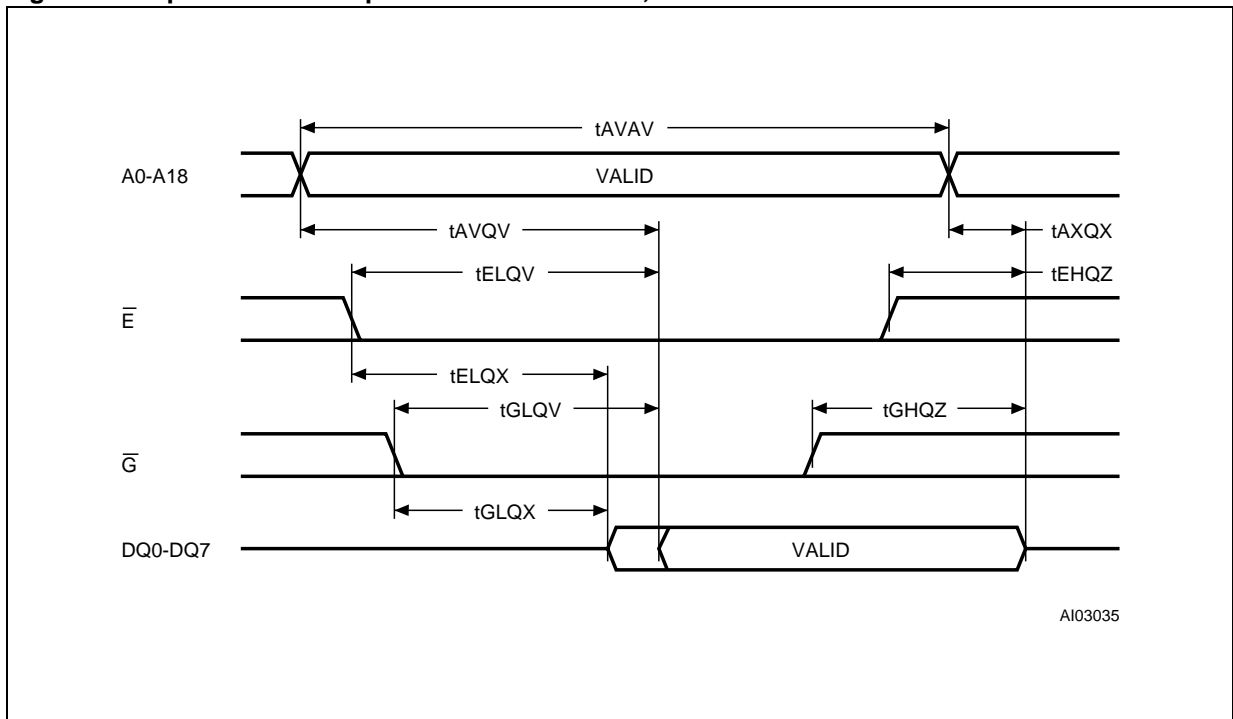 tAVAV
A0-A18 VALID
tAVQV tAXQX
tELQV tEHQZ
E̅
tELQX
tGLQV tGHQZ
G̅
tGLQX
DQ0-DQ7 VALID
AI03035